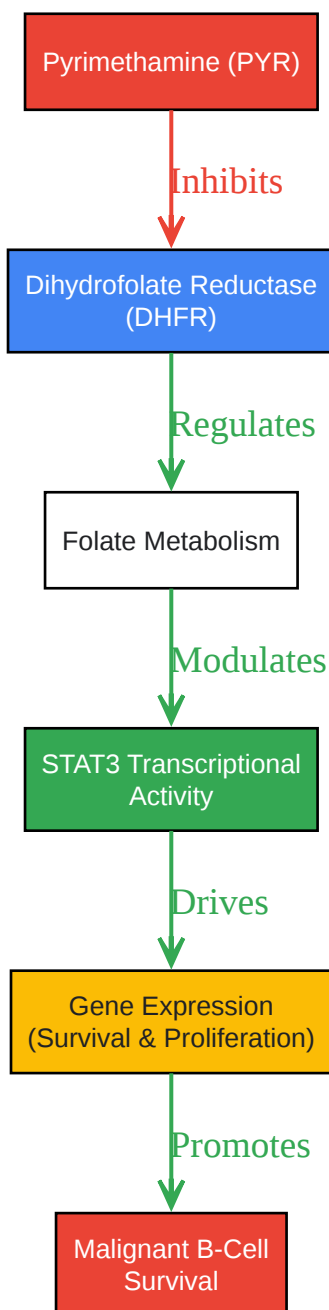 Pyrimethamine (PYR)
Inhibits
Dihydrofolate Reductase
(DHFR)
Regulates
Folate Metabolism
Modulates
STAT3 Transcriptional
Activity
Drives
Gene Expression
(Survival & Proliferation)
Promotes
Malignant B-Cell
Survival